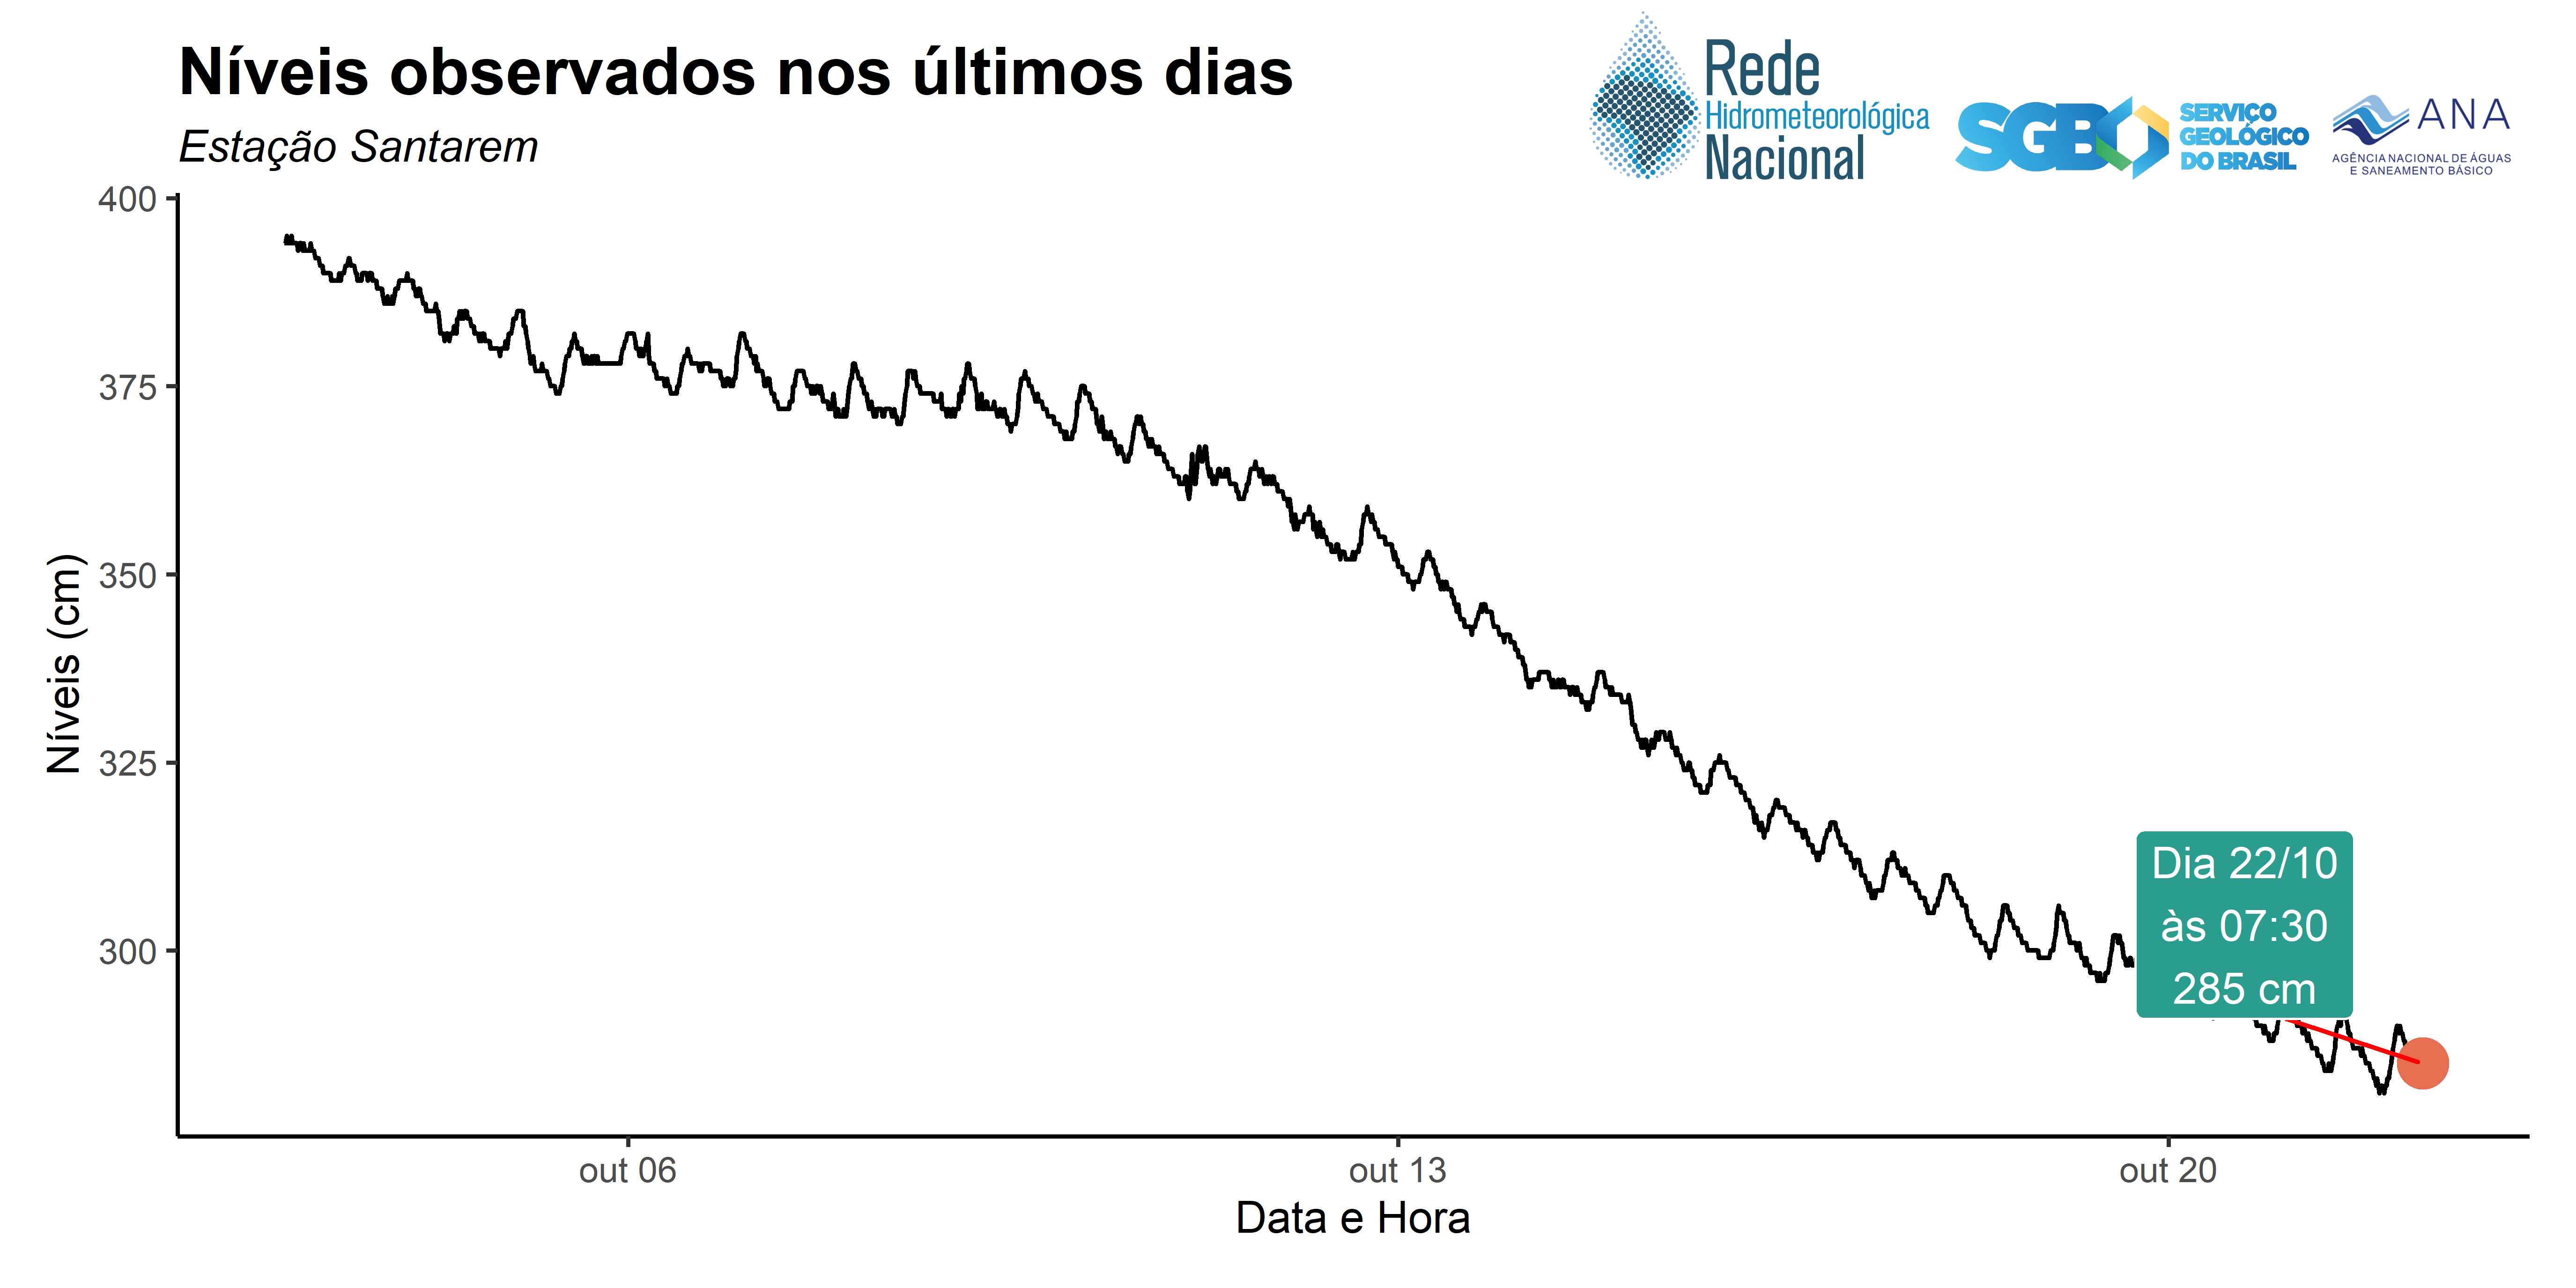 Níveis observados nos últimos dias
Estação Santarem
Rede
Hidrometeorológica
Nacional
SGB
SERVIÇO
GEOLÓGICO
DO BRASIL
ANA
AGÊNCIA NACIONAL DE ÁGUAS
E SANEAMENTO BÁSICO
400
375
350
325
300
Níveis (cm)
Dia 22/10
às 07:30
285 cm
out 06
out 13
out 20
Data e Hora